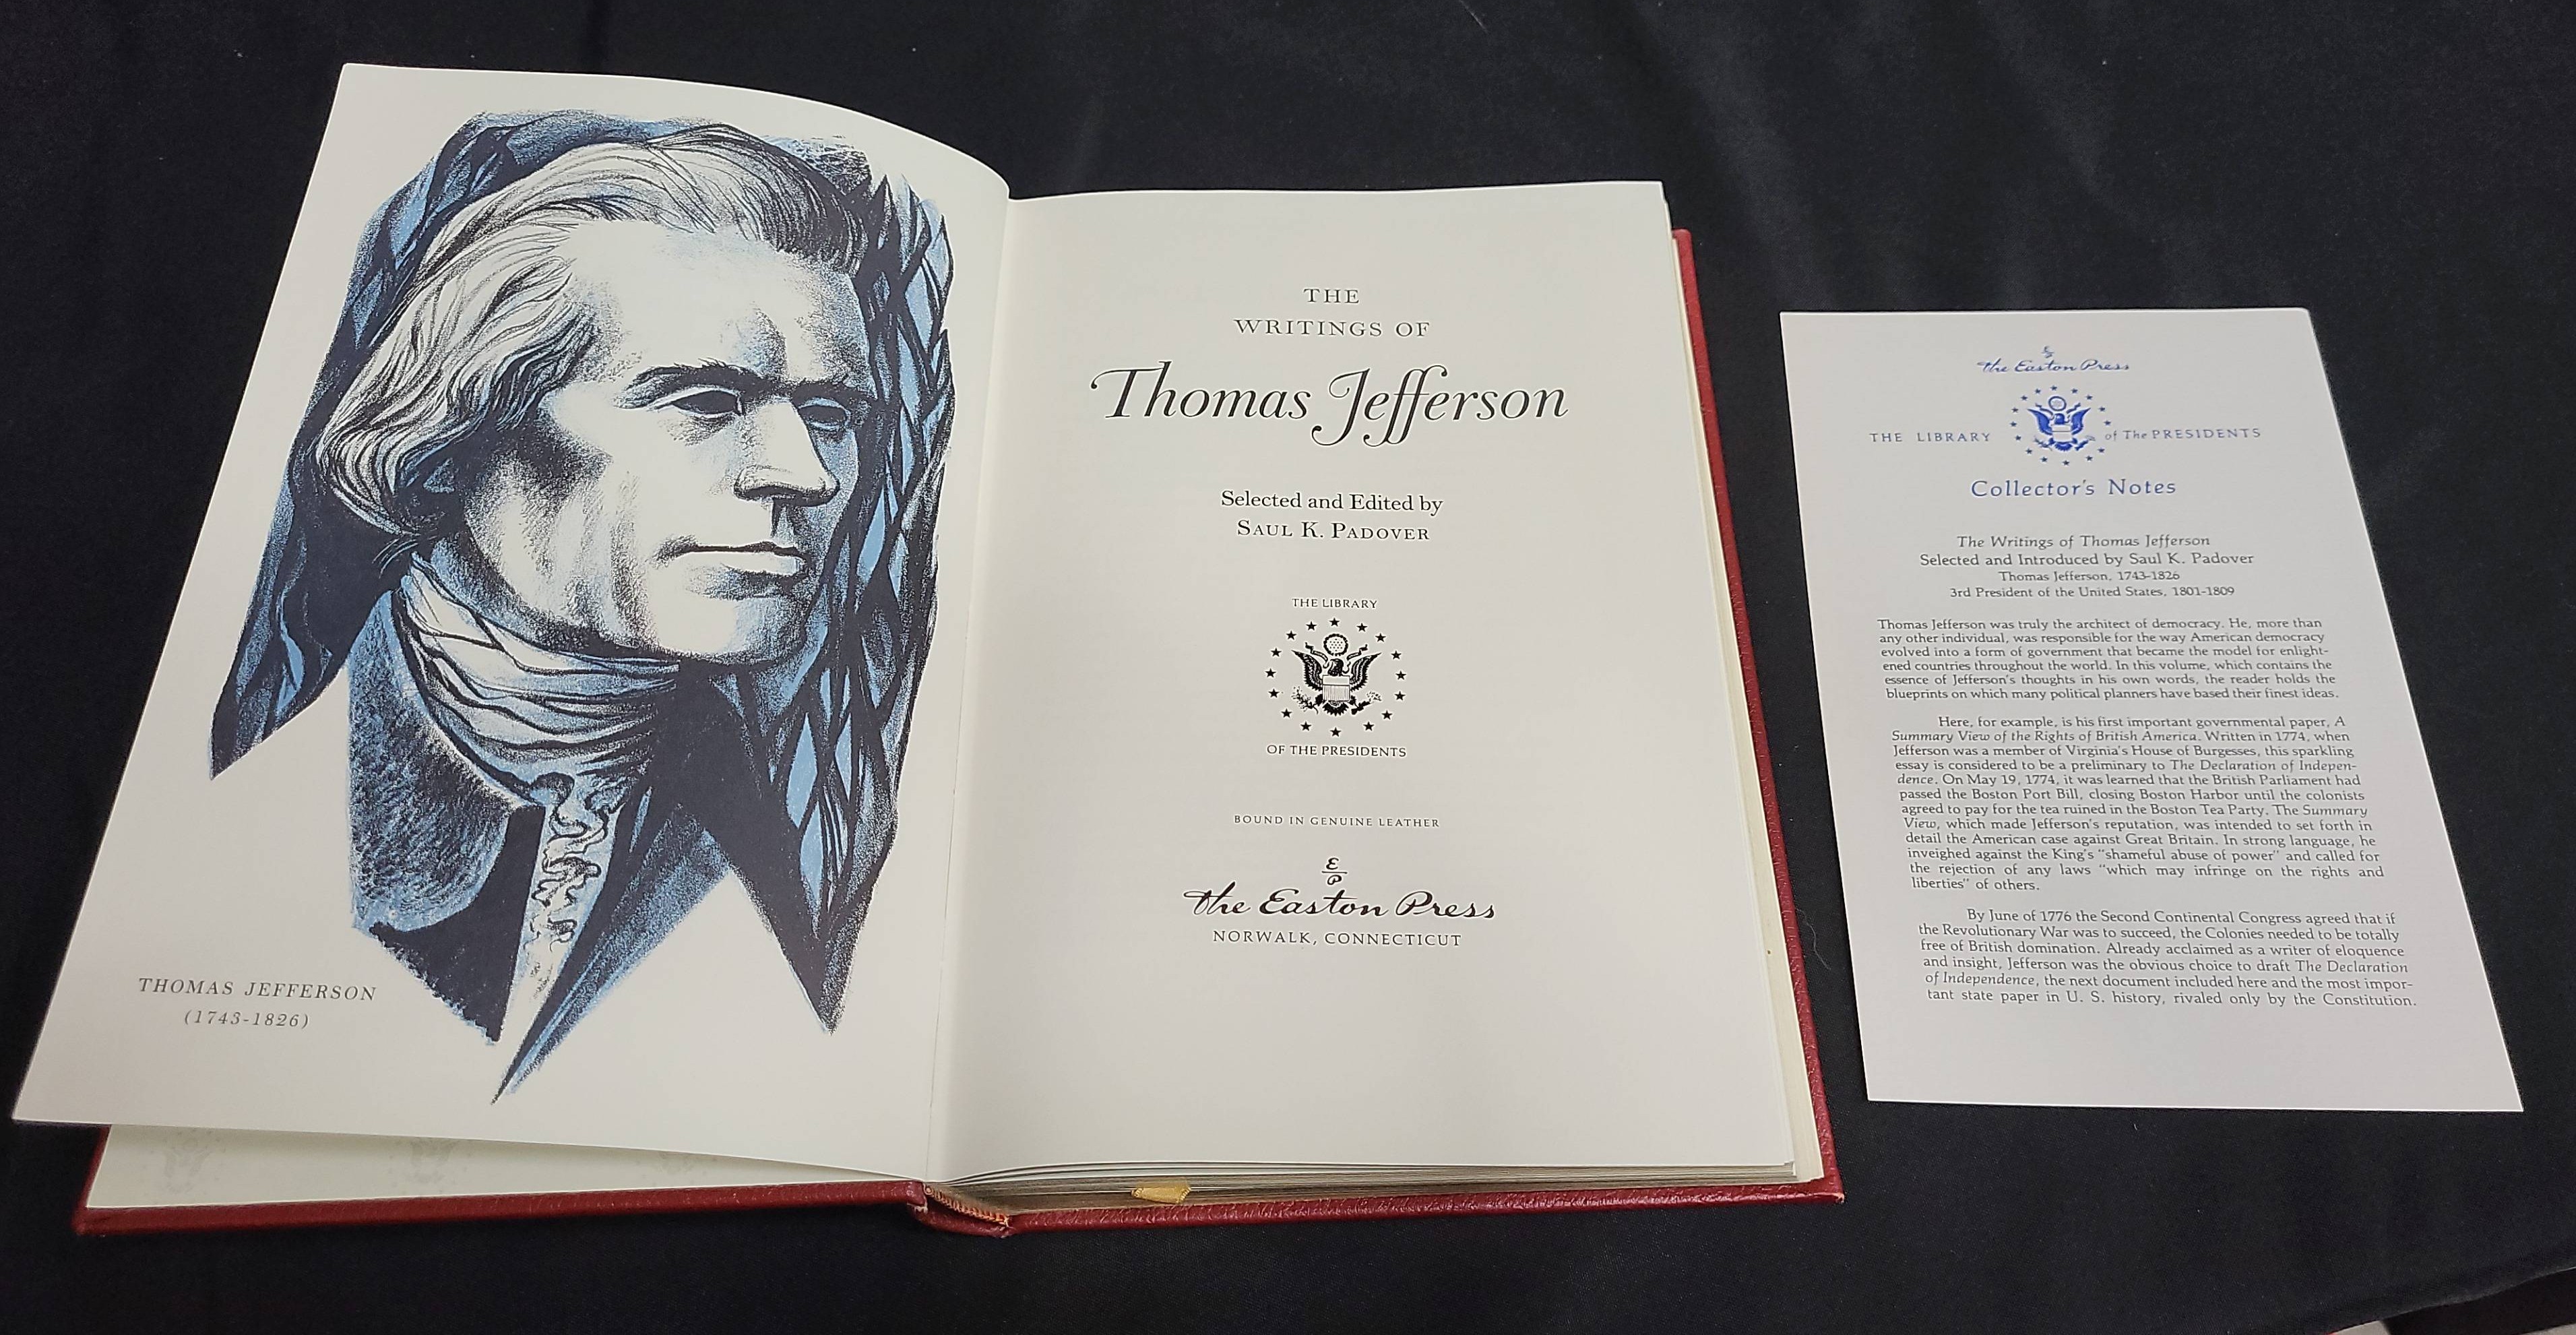 THOMAS JEFFERSON
(1743-1826)
THE
WRITINGS OF
Thomas Jefferson
Selected and Edited by
SAUL K. PADOVER
THE LIBRARY
OF THE PRESIDENTS
BOUND IN GENUINE LEATHER
E
P
the Easton Press
NORWALK, CONNECTICUT
E
P
the Easton Press
THE LIBRARY of The PRESIDENTS
Collector's Notes
The Writings of Thomas Jefferson
Selected and Introduced by Saul K. Padover
Thomas Jefferson, 1743-1826
3rd President of the United States, 1801-1809
Thomas Jefferson was truly the architect of democracy. He, more than
any other individual, was responsible for the way American democracy
evolved into a form of government that became the model for enlight-
ened countries throughout the world. In this volume, which contains the
essence of Jefferson's thoughts in his own words, the reader holds the
blueprints on which many political planners have based their finest ideas.
Here, for example, is his first important governmental paper, A
Summary View of the Rights of British America. Written in 1774, when
Jefferson was a member of Virginia's House of Burgesses, this sparkling
essay is considered to be a preliminary to The Declaration of Indepen-
dence. On May 19, 1774, it was learned that the British Parliament had
passed the Boston Port Bill, closing Boston Harbor until the colonists
agreed to pay for the tea ruined in the Boston Tea Party. The Summary
View, which made Jefferson's reputation, was intended to set forth in
detail the American case against Great Britain. In strong language, he
inveighed against the King's "shameful abuse of power" and called for
the rejection of any laws "which may infringe on the rights and
liberties" of others.
By June of 1776 the Second Continental Congress agreed that if
the Revolutionary War was to succeed, the Colonies needed to be totally
free of British domination. Already acclaimed as a writer of eloquence
and insight, Jefferson was the obvious choice to draft The Declaration
of Independence, the next document included here and the most impor-
tant state paper in U. S. history, rivaled only by the Constitution.